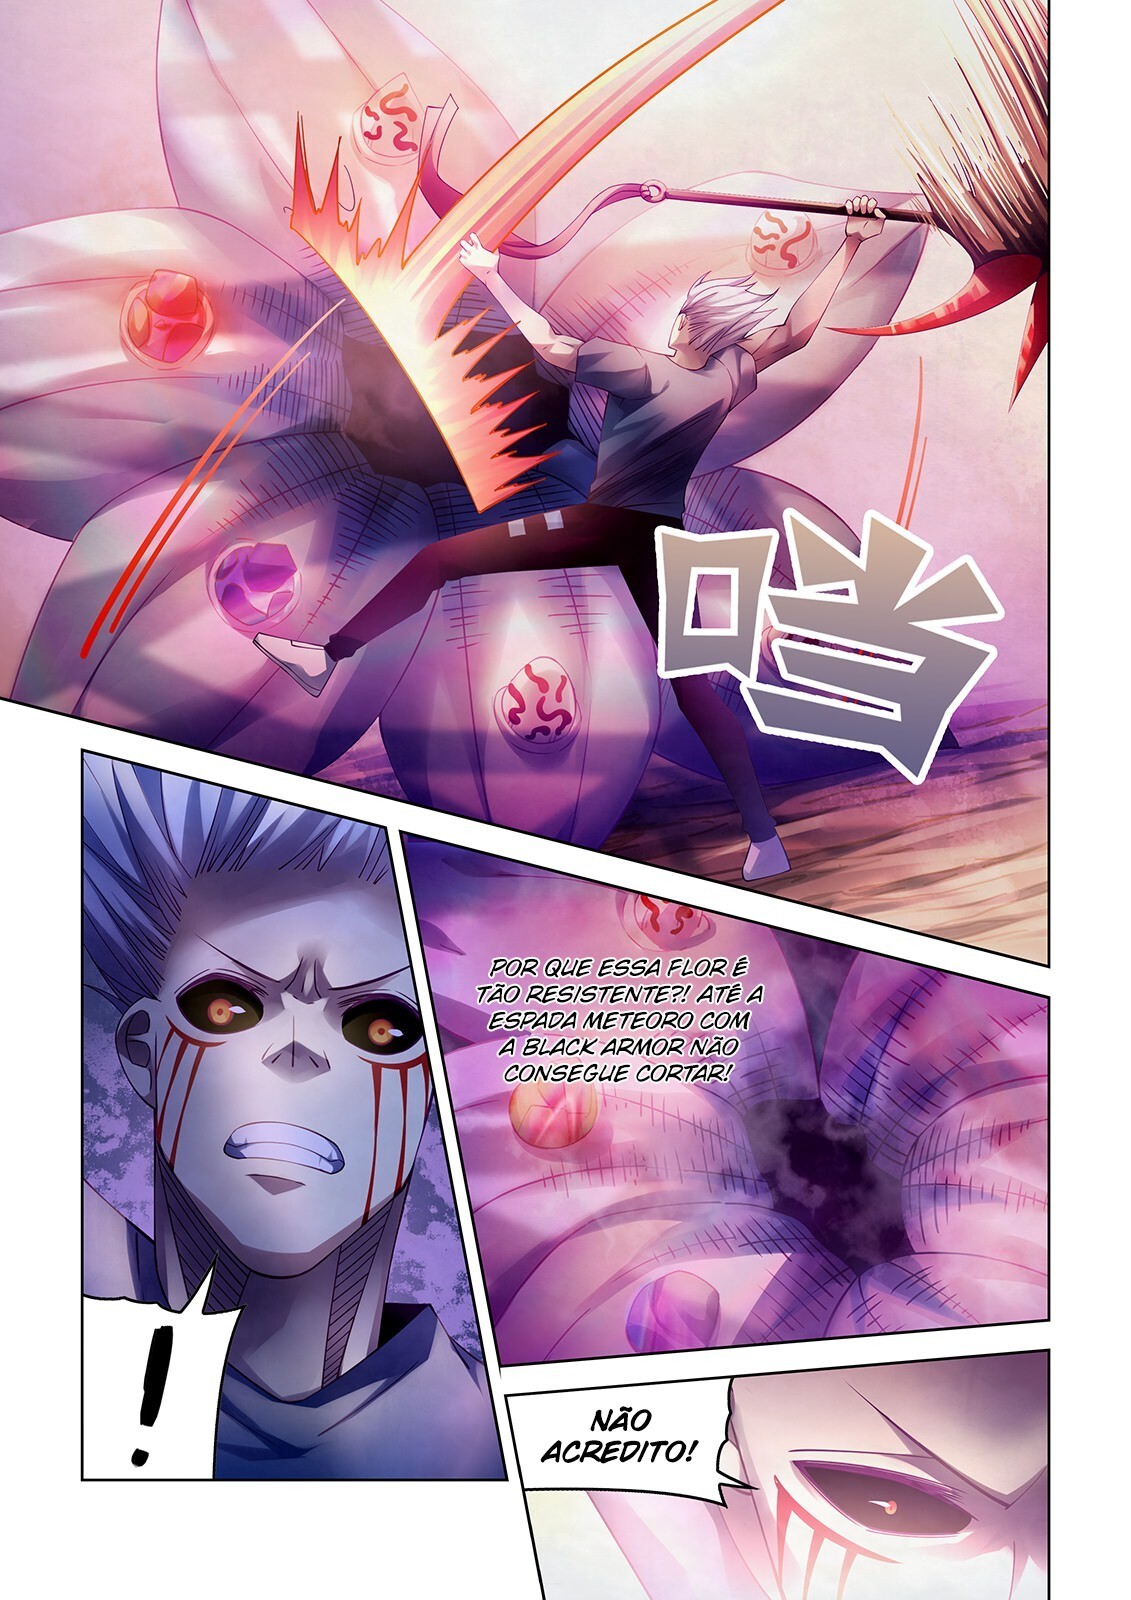 当
POR QUE ESSA FLOR É
TÃO RESISTENTE?! ATÉ A
ESPADA METEORO COM
A BLACK ARMOR NÃO
CONSEGUE CORTAR!
!
NÃO
ACREDITO!